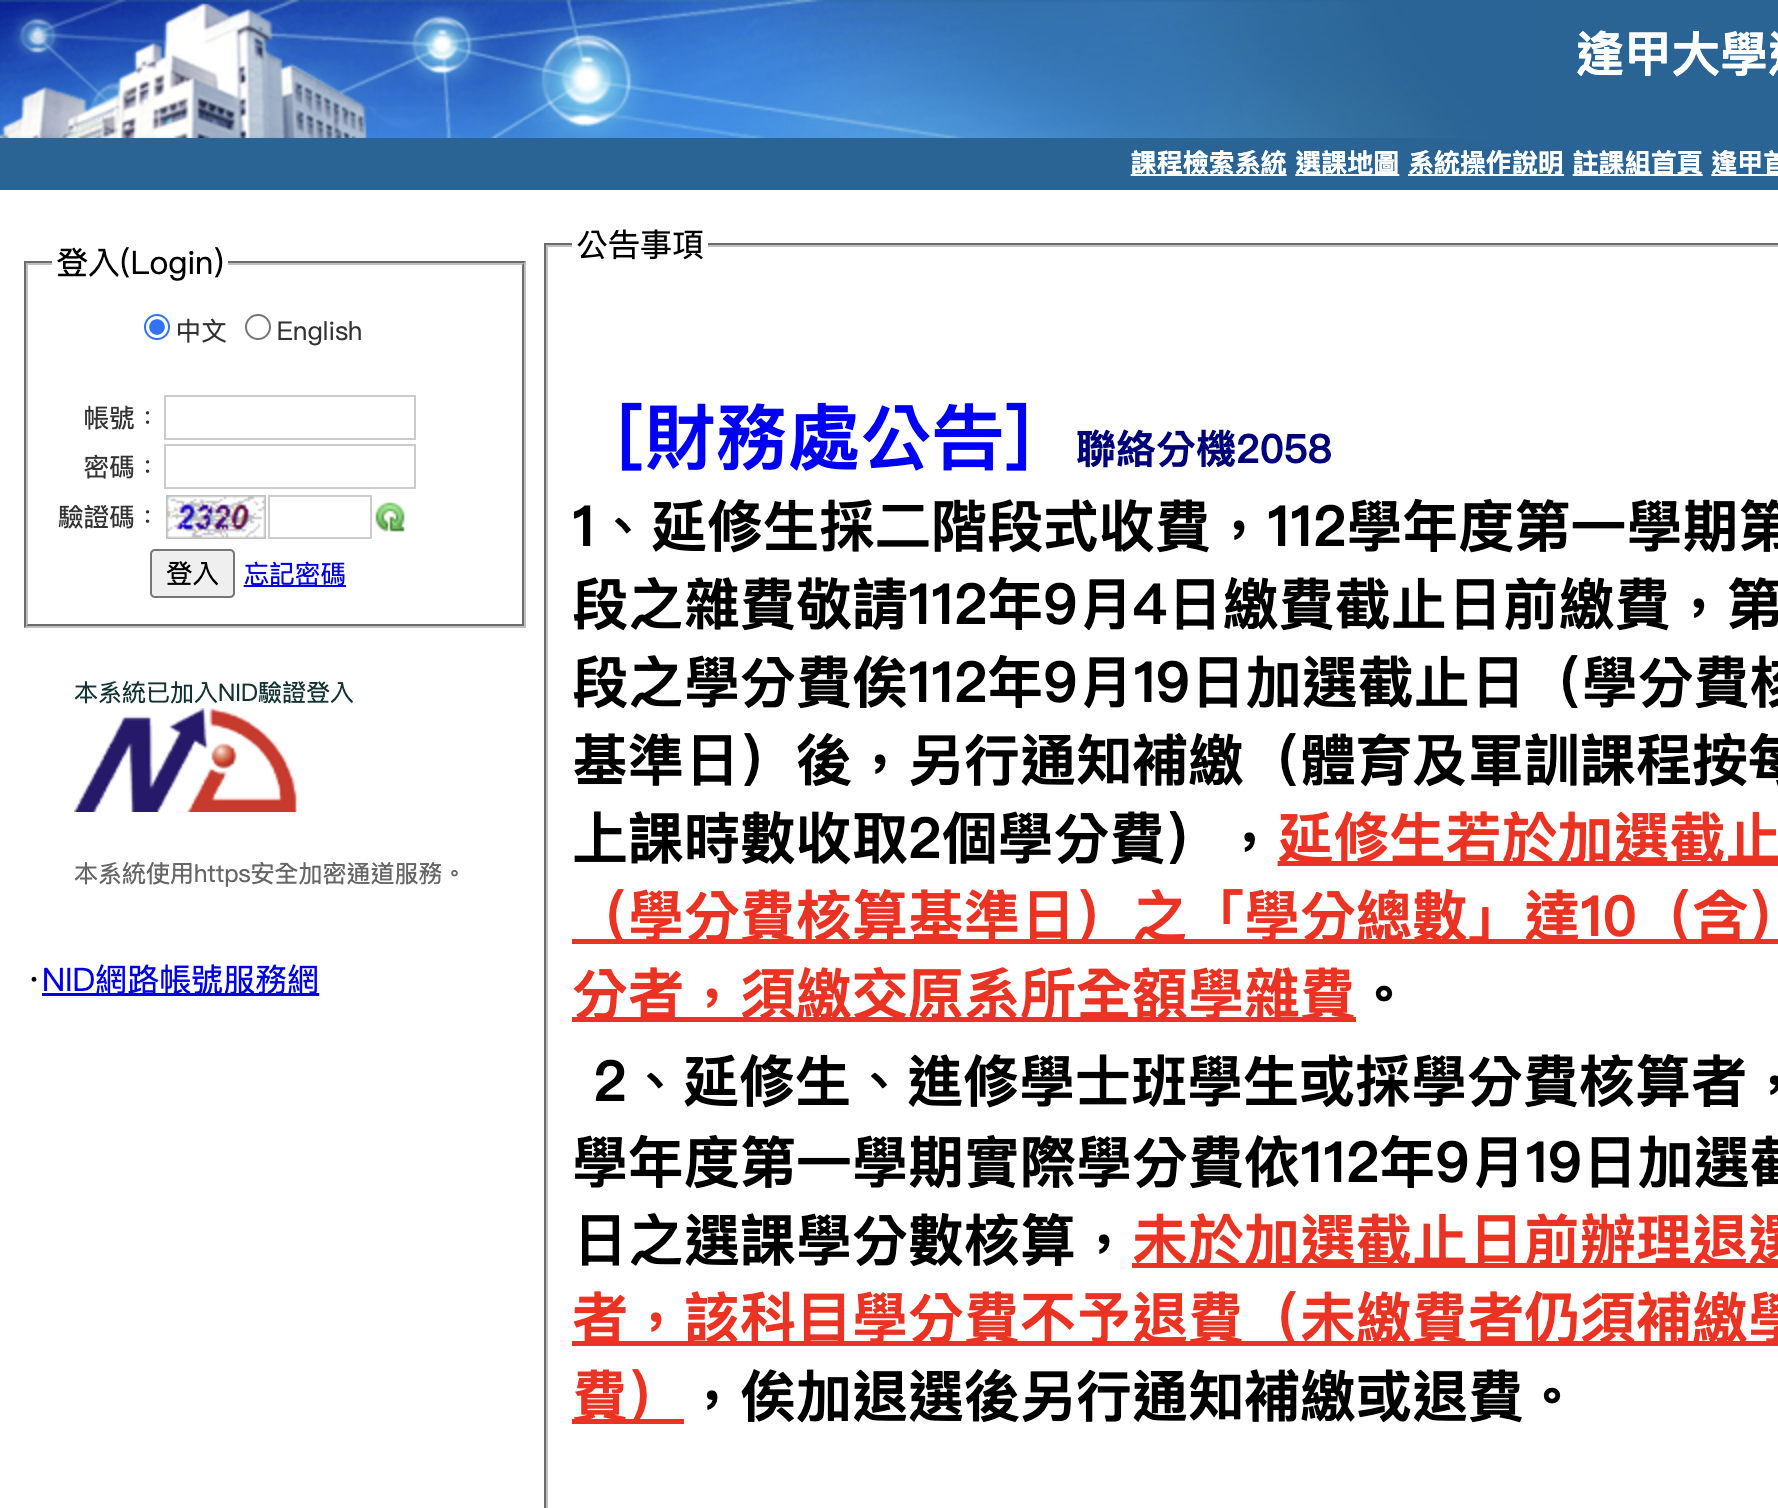 逢甲大學
課程檢索系統 選課地圖 系統操作說明 註課組首頁 逢甲首
登入(Login)
中文 English
帳號：
密碼：
驗證碼： 2320
登入 忘記密碼
本系統已加入NID驗證登入
NiD
本系統使用https安全加密通道服務。
·NID網路帳號服務網
公告事項
［財務處公告］ 聯絡分機2058
1、延修生採二階段式收費，112學年度第一學期第
段之雜費敬請112年9月4日繳費截止日前繳費，第
段之學分費俟112年9月19日加選截止日（學分費核
基準日）後，另行通知補繳（體育及軍訓課程按每
上課時數收取2個學分費），延修生若於加選截止
（學分費核算基準日）之「學分總數」達10（含）
分者，須繳交原系所全額學雜費。
2、延修生、進修學士班學生或採學分費核算者，
學年度第一學期實際學分費依112年9月19日加選截
日之選課學分數核算，未於加選截止日前辦理退選
者，該科目學分費不予退費（未繳費者仍須補繳學
費），俟加退選後另行通知補繳或退費。